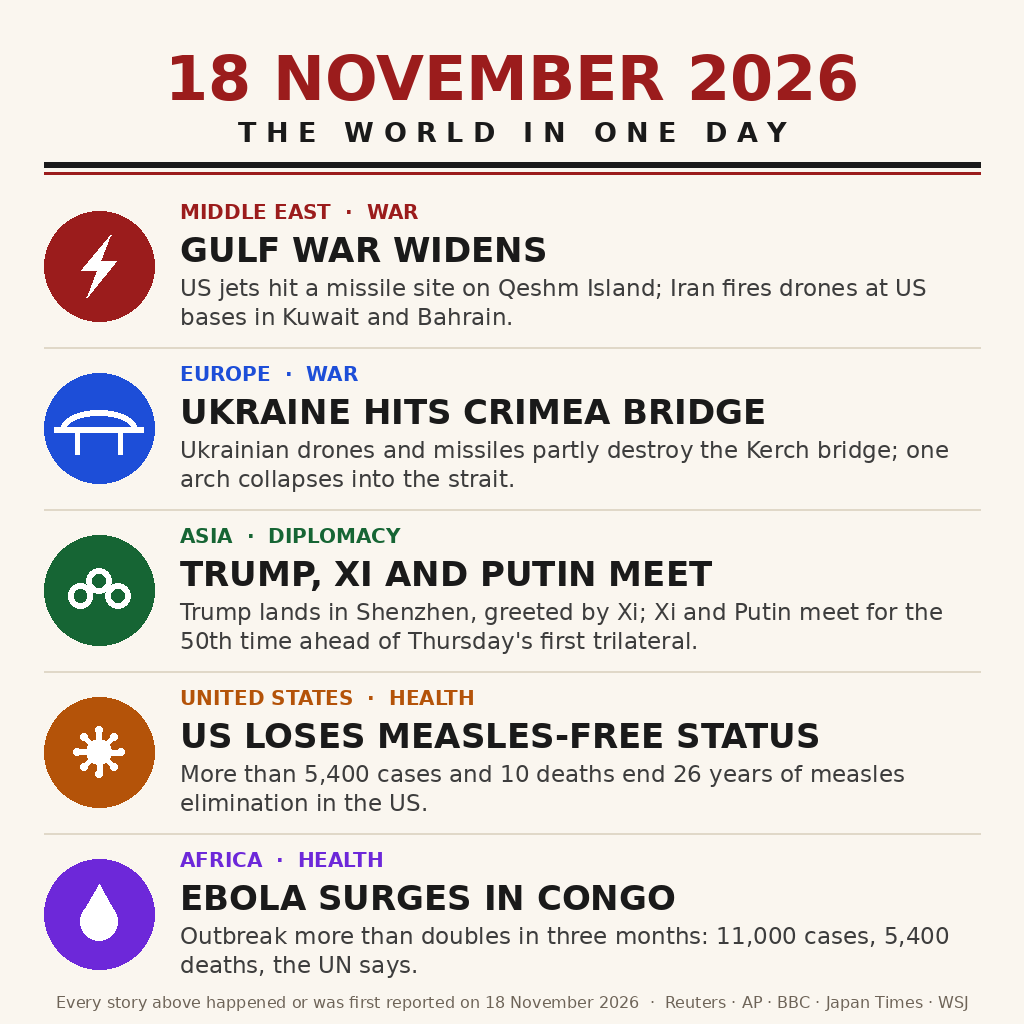 18 NOVEMBER 2026
THE WORLD IN ONE DAY
MIDDLE EAST · WAR
GULF WAR WIDENS
US jets hit a missile site on Qeshm Island; Iran fires drones at US
bases in Kuwait and Bahrain.
EUROPE · WAR
UKRAINE HITS CRIMEA BRIDGE
Ukrainian drones and missiles partly destroy the Kerch bridge; one
arch collapses into the strait.
ASIA · DIPLOMACY
TRUMP, XI AND PUTIN MEET
Trump lands in Shenzhen, greeted by Xi; Xi and Putin meet for the
50th time ahead of Thursday's first trilateral.
UNITED STATES · HEALTH
US LOSES MEASLES-FREE STATUS
More than 5,400 cases and 10 deaths end 26 years of measles
elimination in the US.
AFRICA · HEALTH
EBOLA SURGES IN CONGO
Outbreak more than doubles in three months: 11,000 cases, 5,400
deaths, the UN says.
Every story above happened or was first reported on 18 November 2026 · Reuters · AP · BBC · Japan Times · WSJ